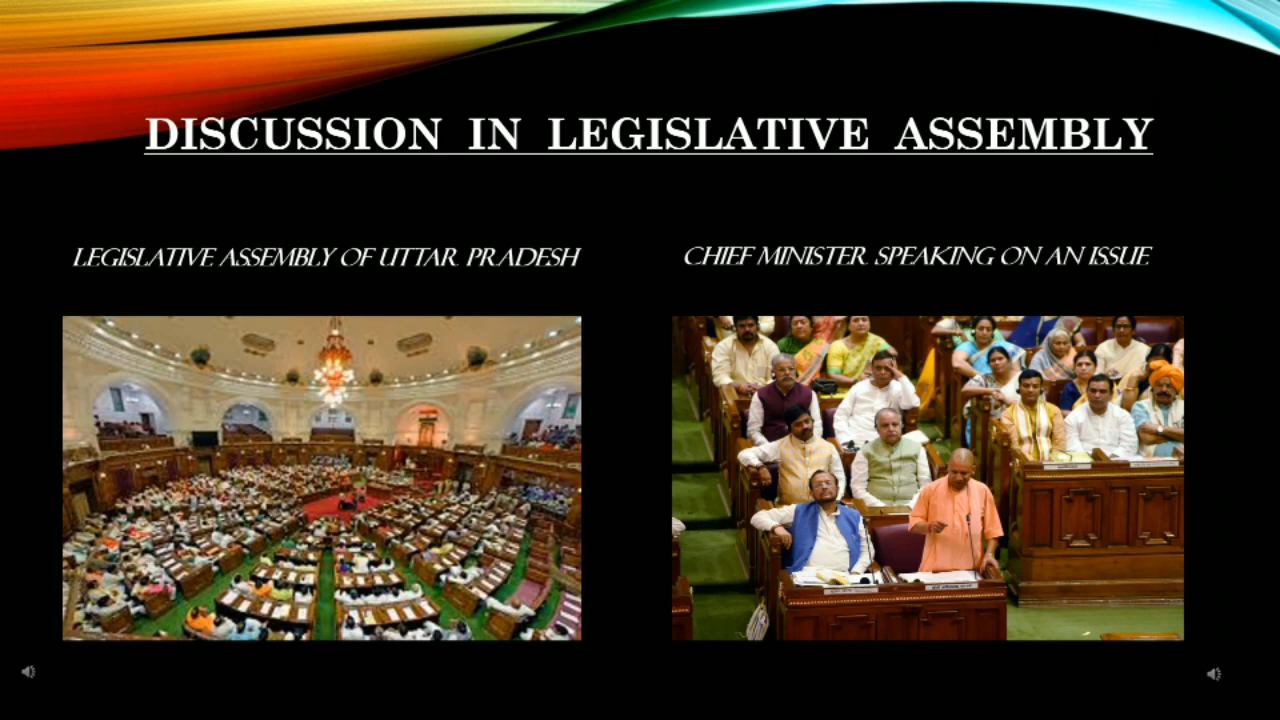 DISCUSSION IN LEGISLATIVE ASSEMBLY
LEGISLATIVE ASSEMBLY OF UTTAR PRADESH
CHIEF MINISTER SPEAKING ON AN ISSUE